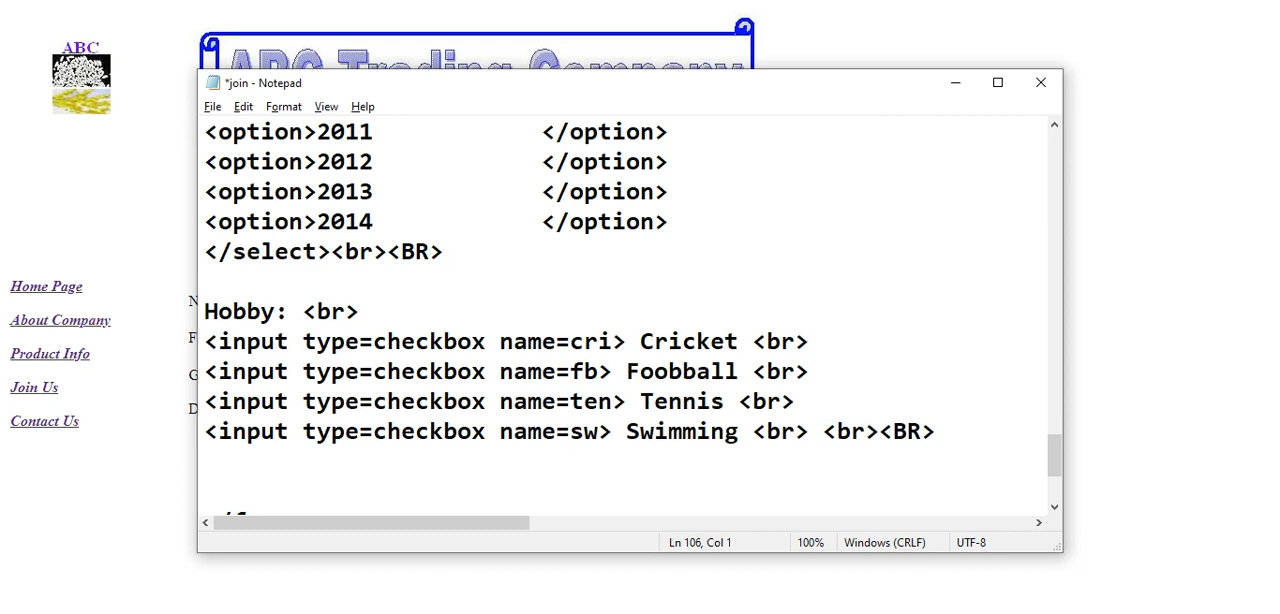 ABC
ABC Trading Company
*join - Notepad
File Edit Format View Help
<option>2011 </option>
<option>2012 </option>
<option>2013 </option>
<option>2014 </option>
</select><br><BR>
Hobby: <br>
<input type=checkbox name=cri> Cricket <br>
<input type=checkbox name=fb> Foobball <br>
<input type=checkbox name=ten> Tennis <br>
<input type=checkbox name=sw> Swimming <br> <br><BR>
Ln 106, Col 1 100% Windows (CRLF) UTF-8
Home Page
About Company
Product Info
Join Us
Contact Us
N
F
G
D